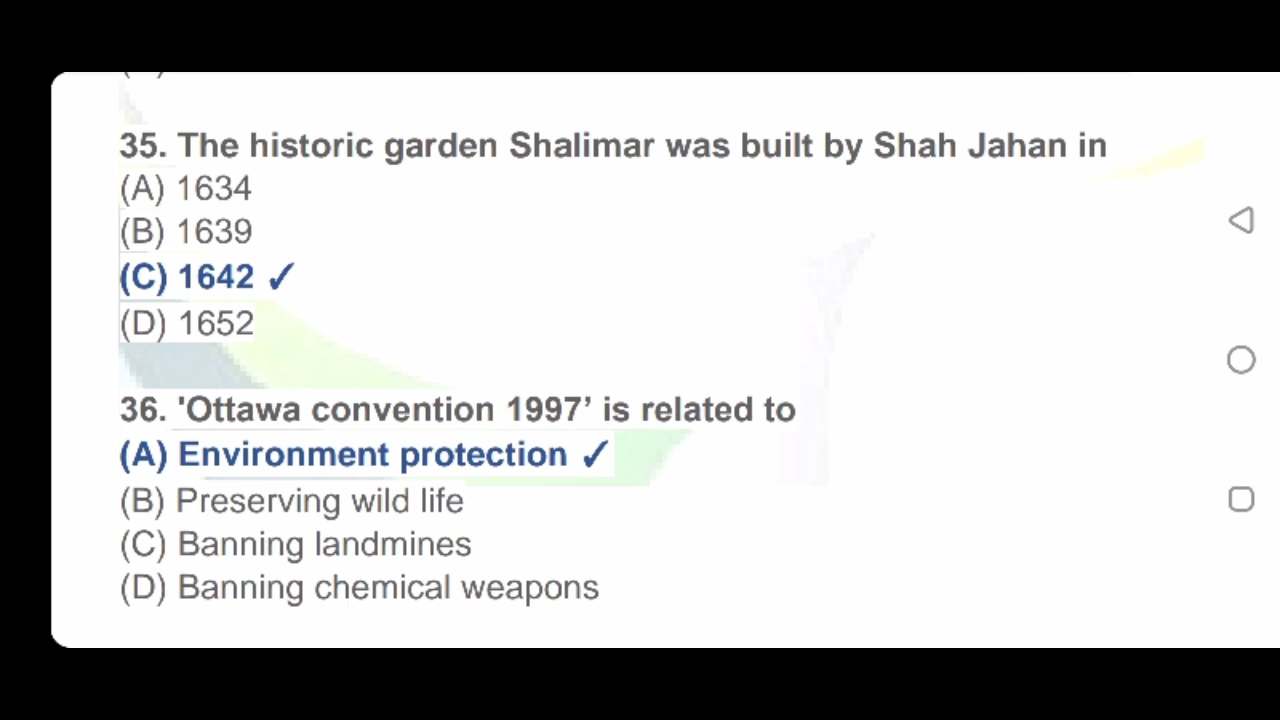 35. The historic garden Shalimar was built by Shah Jahan in
(A) 1634
(B) 1639
(C) 1642 ✓
(D) 1652
36. 'Ottawa convention 1997’ is related to
(A) Environment protection ✓
(B) Preserving wild life
(C) Banning landmines
(D) Banning chemical weapons